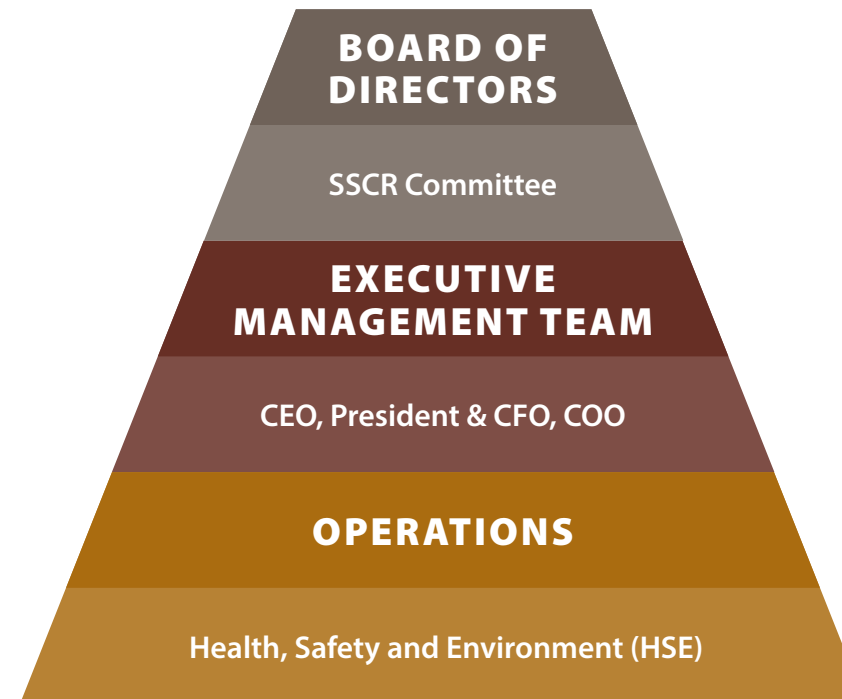 BOARD OF
DIRECTORS
SSCR Committee
EXECUTIVE
MANAGEMENT TEAM
CEO, President & CFO, COO
OPERATIONS
Health, Safety and Environment (HSE)